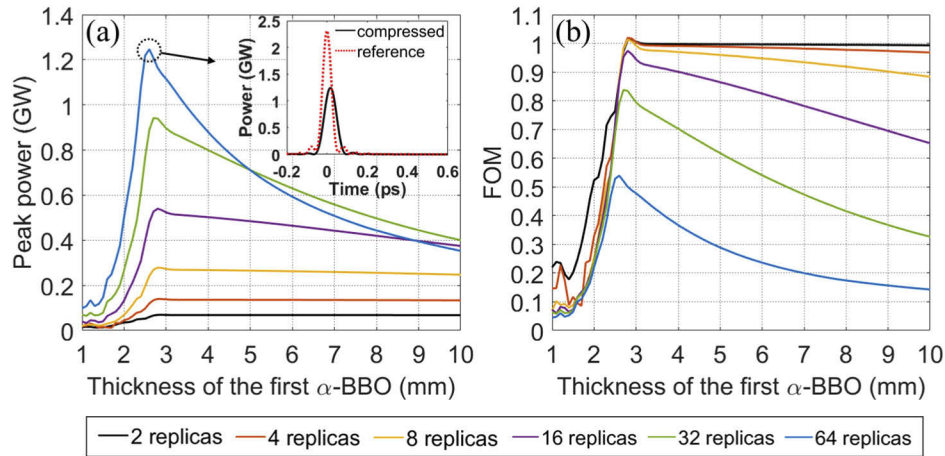 (a)
Peak power (GW)
1.4
1.2
1
0.8
0.6
0.4
0.2
0
1 2 3 4 5 6 7 8 9 10
Thickness of the first α-BBO (mm)
Power (GW)
2.5
2
1.5
1
0.5
0
-0.2 0 0.2 0.4 0.6
Time (ps)
compressed
reference
(b)
FOM
1.1
1
0.9
0.8
0.7
0.6
0.5
0.4
0.3
0.2
0.1
0
1 2 3 4 5 6 7 8 9 10
Thickness of the first α-BBO (mm)
2 replicas 4 replicas 8 replicas 16 replicas 32 replicas 64 replicas